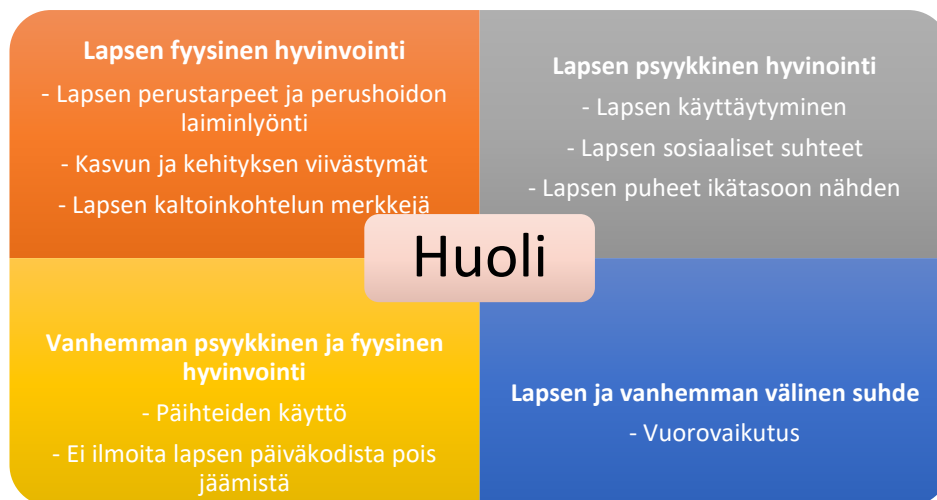 Lapsen fyysinen hyvinvointi
- Lapsen perustarpeet ja perushoidon
laiminlyönti
- Kasvun ja kehityksen viivästymät
- Lapsen kaltoinkohtelun merkkejä
Lapsen psyykkinen hyvinointi
- Lapsen käyttäytyminen
- Lapsen sosiaaliset suhteet
- Lapsen puheet ikätasoon nähden
Huoli
Vanhemman psyykkinen ja fyysinen
hyvinvointi
- Päihteiden käyttö
- Ei ilmoita lapsen päiväkodista pois
jäämistä
Lapsen ja vanhemman välinen suhde
- Vuorovaikutus